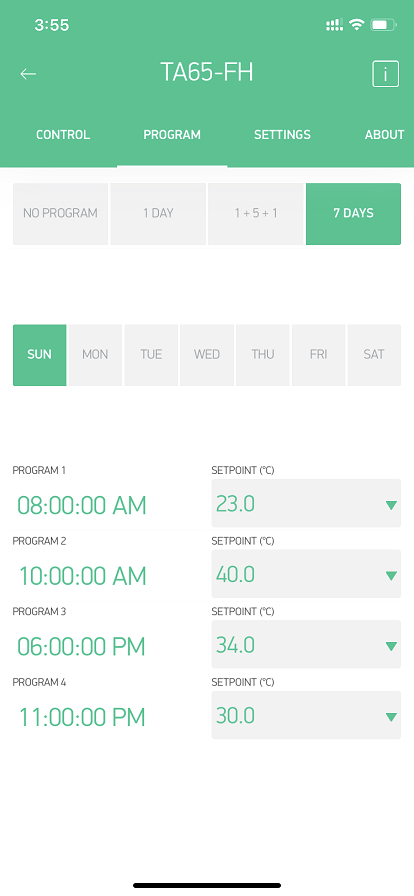 3:55
TA65-FH
i
CONTROL PROGRAM SETTINGS ABOUT
NO PROGRAM 1 DAY 1 + 5 + 1 7 DAYS
SUN MON TUE WED THU FRI SAT
PROGRAM 1 SETPOINT (°C)
08:00:00 AM 23.0
PROGRAM 2 SETPOINT (°C)
10:00:00 AM 40.0
PROGRAM 3 SETPOINT (°C)
06:00:00 PM 34.0
PROGRAM 4 SETPOINT (°C)
11:00:00 PM 30.0